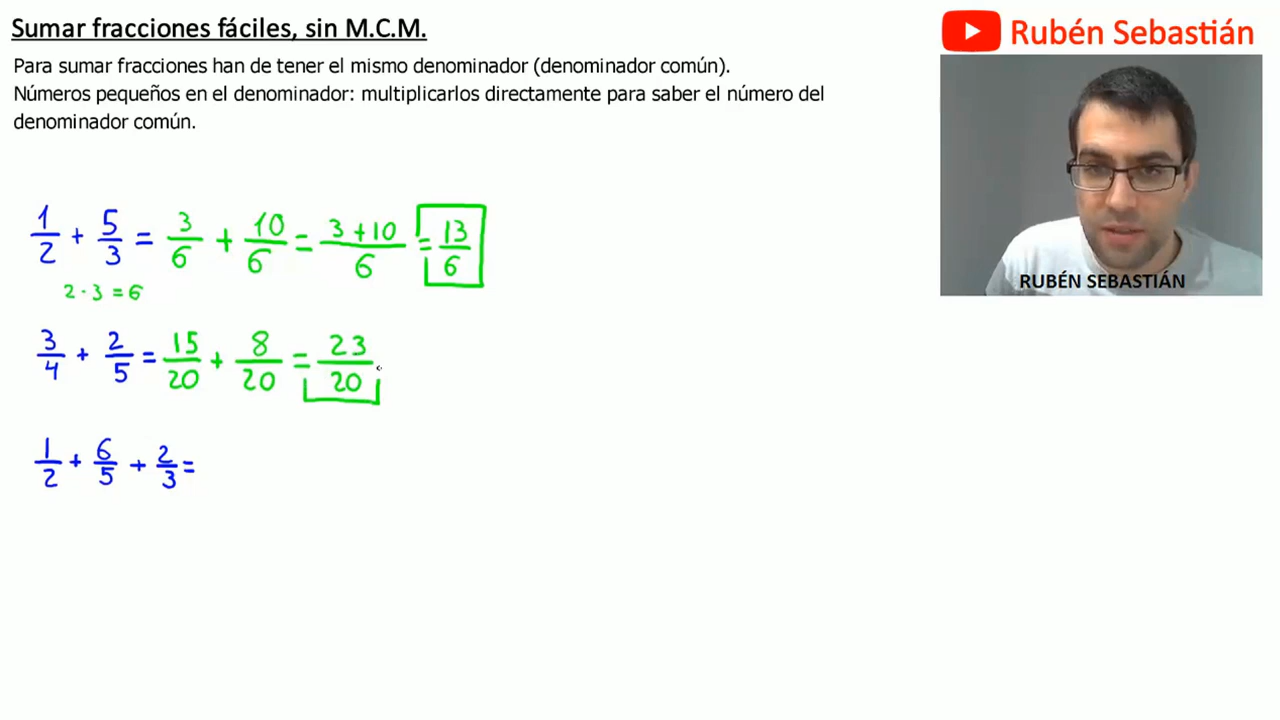 Sumar fracciones fáciles, sin M.C.M.
Rubén Sebastián
Para sumar fracciones han de tener el mismo denominador (denominador común).
Números pequeños en el denominador: multiplicarlos directamente para saber el número del
denominador común.
RUBÉN SEBASTIÁN
1/2 + 5/3 = 3/6 + 10/6 = 3+10/6 = 13/6
2 · 3 = 6
3/4 + 2/5 = 15/20 + 8/20 = 23/20
1/2 + 6/5 + 2/3 =